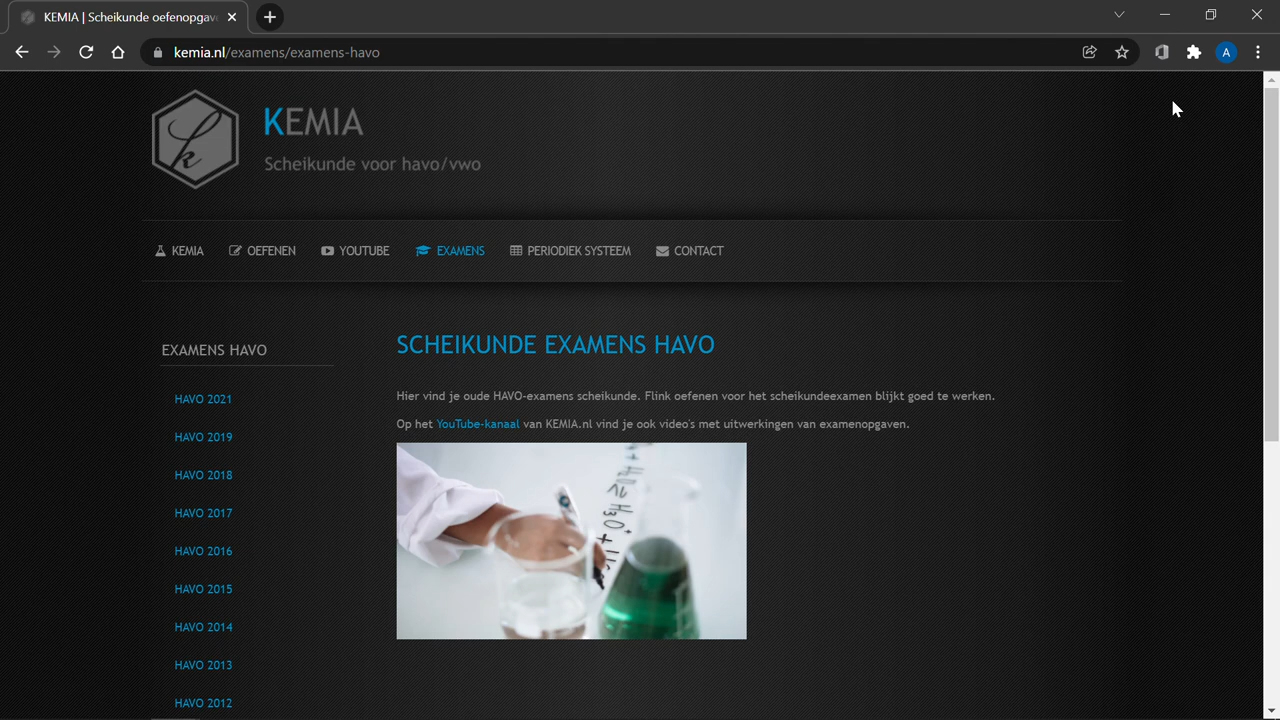 KEMIA | Scheikunde oefenopgav
kemia.nl/examens/examens-havo
A
k
KEMIA
Scheikunde voor havo/vwo
KEMIA OEFENEN YOUTUBE EXAMENS PERIODIEK SYSTEEM CONTACT
EXAMENS HAVO
HAVO 2021
HAVO 2019
HAVO 2018
HAVO 2017
HAVO 2016
HAVO 2015
HAVO 2014
HAVO 2013
HAVO 2012
SCHEIKUNDE EXAMENS HAVO
Hier vind je oude HAVO-examens scheikunde. Flink oefenen voor het scheikundeexamen blijkt goed te werken.
Op het YouTube-kanaal van KEMIA.nl vind je ook video's met uitwerkingen van examenopgaven.